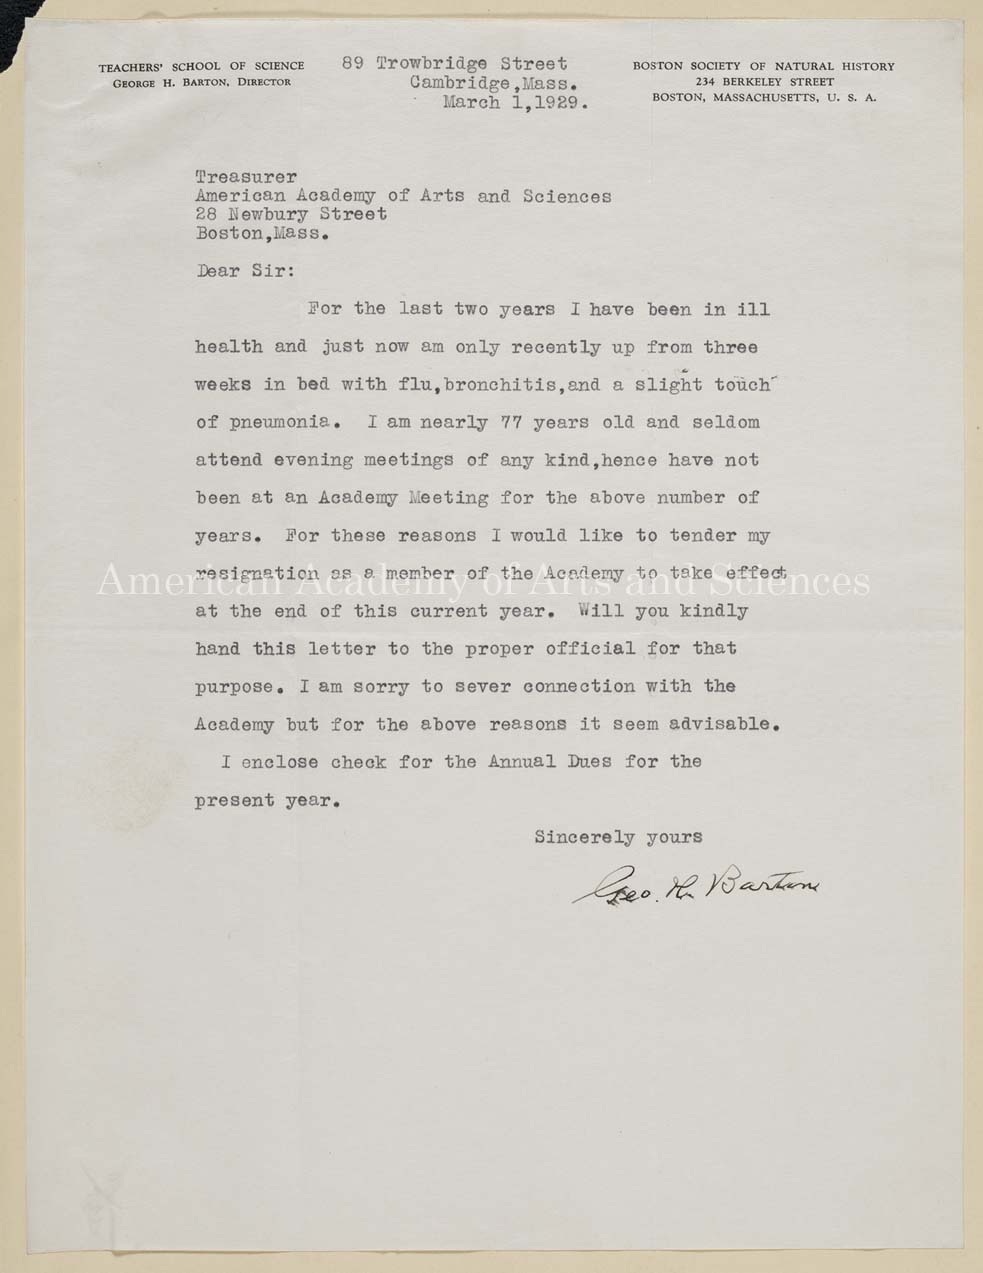 TEACHERS' SCHOOL OF SCIENCE
GEORGE H. BARTON, DIRECTOR
89 Trowbridge Street
Cambridge,Mass.
March 1,1929.
BOSTON SOCIETY OF NATURAL HISTORY
234 BERKELEY STREET
BOSTON, MASSACHUSETTS, U. S. A.
Treasurer
American Academy of Arts and Sciences
28 Newbury Street
Boston,Mass.
Dear Sir:
For the last two years I have been in ill
health and just now am only recently up from three
weeks in bed with flu,bronchitis,and a slight touch
of pneumonia. I am nearly 77 years old and seldom
attend evening meetings of any kind,hence have not
been at an Academy Meeting for the above number of
years. For these reasons I would like to tender my
resignation as a member of the Academy to take effect
American Academy of Arts and Sciences
at the end of this current year. Will you kindly
hand this letter to the proper official for that
purpose. I am sorry to sever connection with the
Academy but for the above reasons it seem advisable.
I enclose check for the Annual Dues for the
present year.
Sincerely yours
Geo. H. Barton